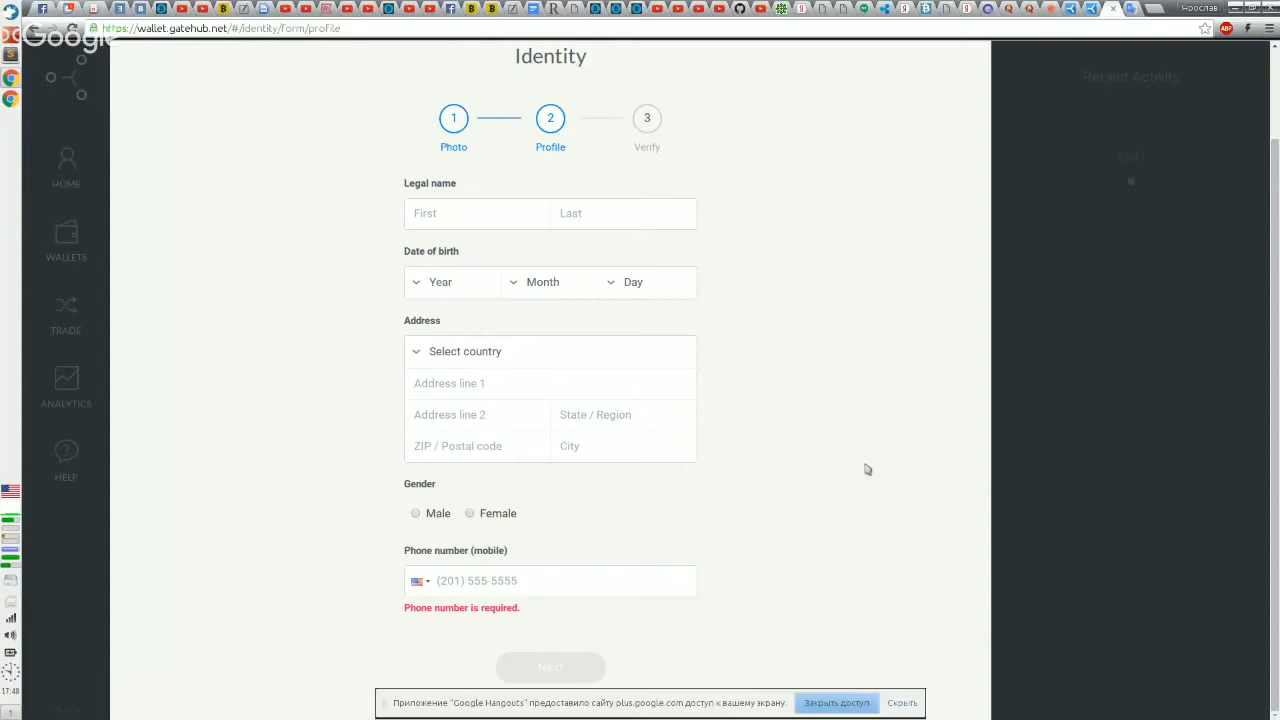 Ярослав
https://wallet.gatehub.net/#/identity/form/profile
Google
Identity
Recent Activity
1
2
3
Photo
Profile
Verify
HOME
WALLETS
TRADE
ANALYTICS
HELP
Legal name
First
Last
Date of birth
Year
Month
Day
Address
Select country
Address line 1
Address line 2
State / Region
ZIP / Postal code
City
Gender
Male
Female
Phone number (mobile)
(201) 555-5555
Phone number is required.
Next
Приложение "Google Hangouts" предоставило сайту plus.google.com доступ к вашему экрану.
Закрыть доступ
Скрыть
17:48
1